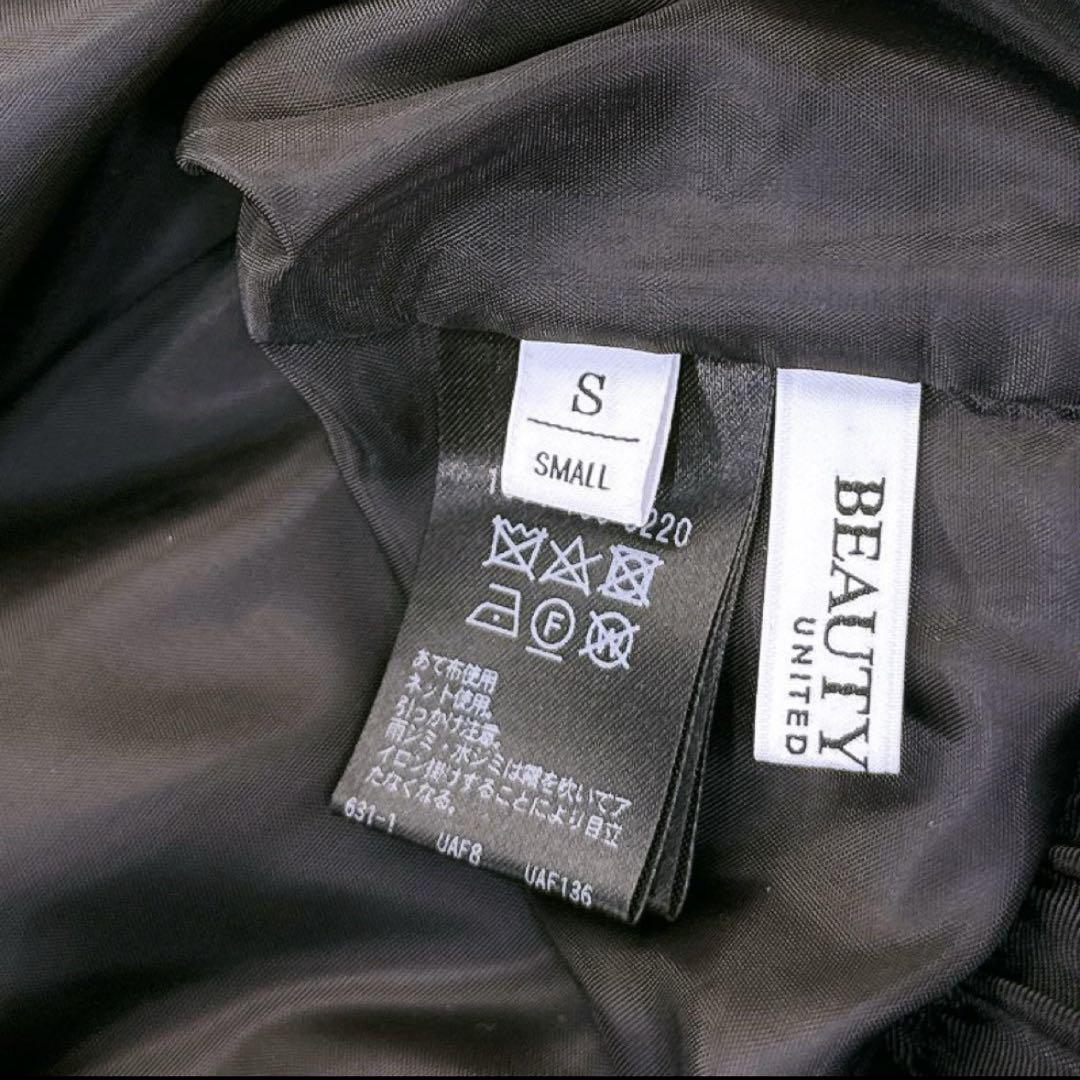 S
SMALL
220
F
あて布使用
ネット使用。
引っかけ注意。
雨ジミ・水ジミは霧を吹いてア
イロン掛けすることにより目立
たなくなる。
631-1 UAF8 UAF136
BEAUTY
UNITED